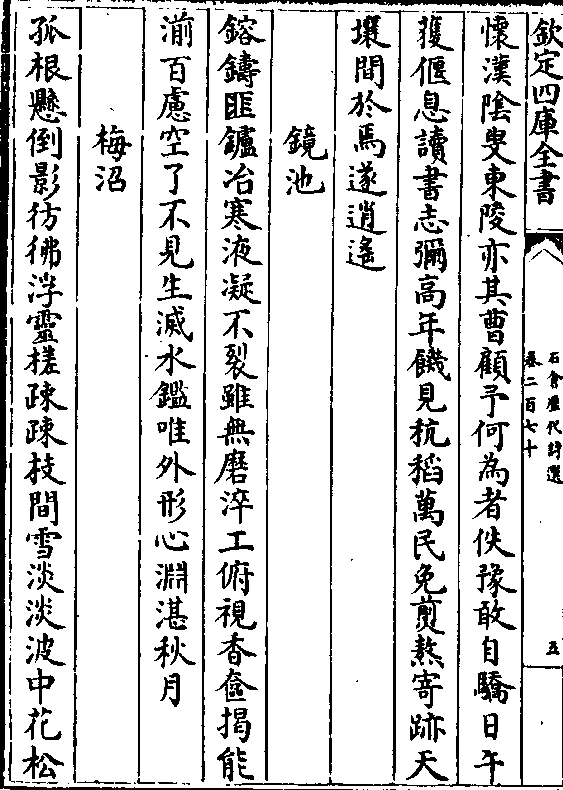 欽定四庫全書
石倉歷代詩選
卷二百七十
五
懷漢陰叟東陵亦其曹顧予何為者佚豫敢自驕日午
蒦偃息讀書志彌高年饑見秔稻萬民免煎熬寄跡天
壤間於焉遂逍遙
鏡池
鎔鑄匪鑪冶寒液凝不裂雖無磨淬工俯視香奩揭能
湔百慮空了不見生滅水鑑唯外形心淵湛秋月
梅沼
孤根懸倒影彷彿浮靈槎疎疎枝間雪淡淡波中花松